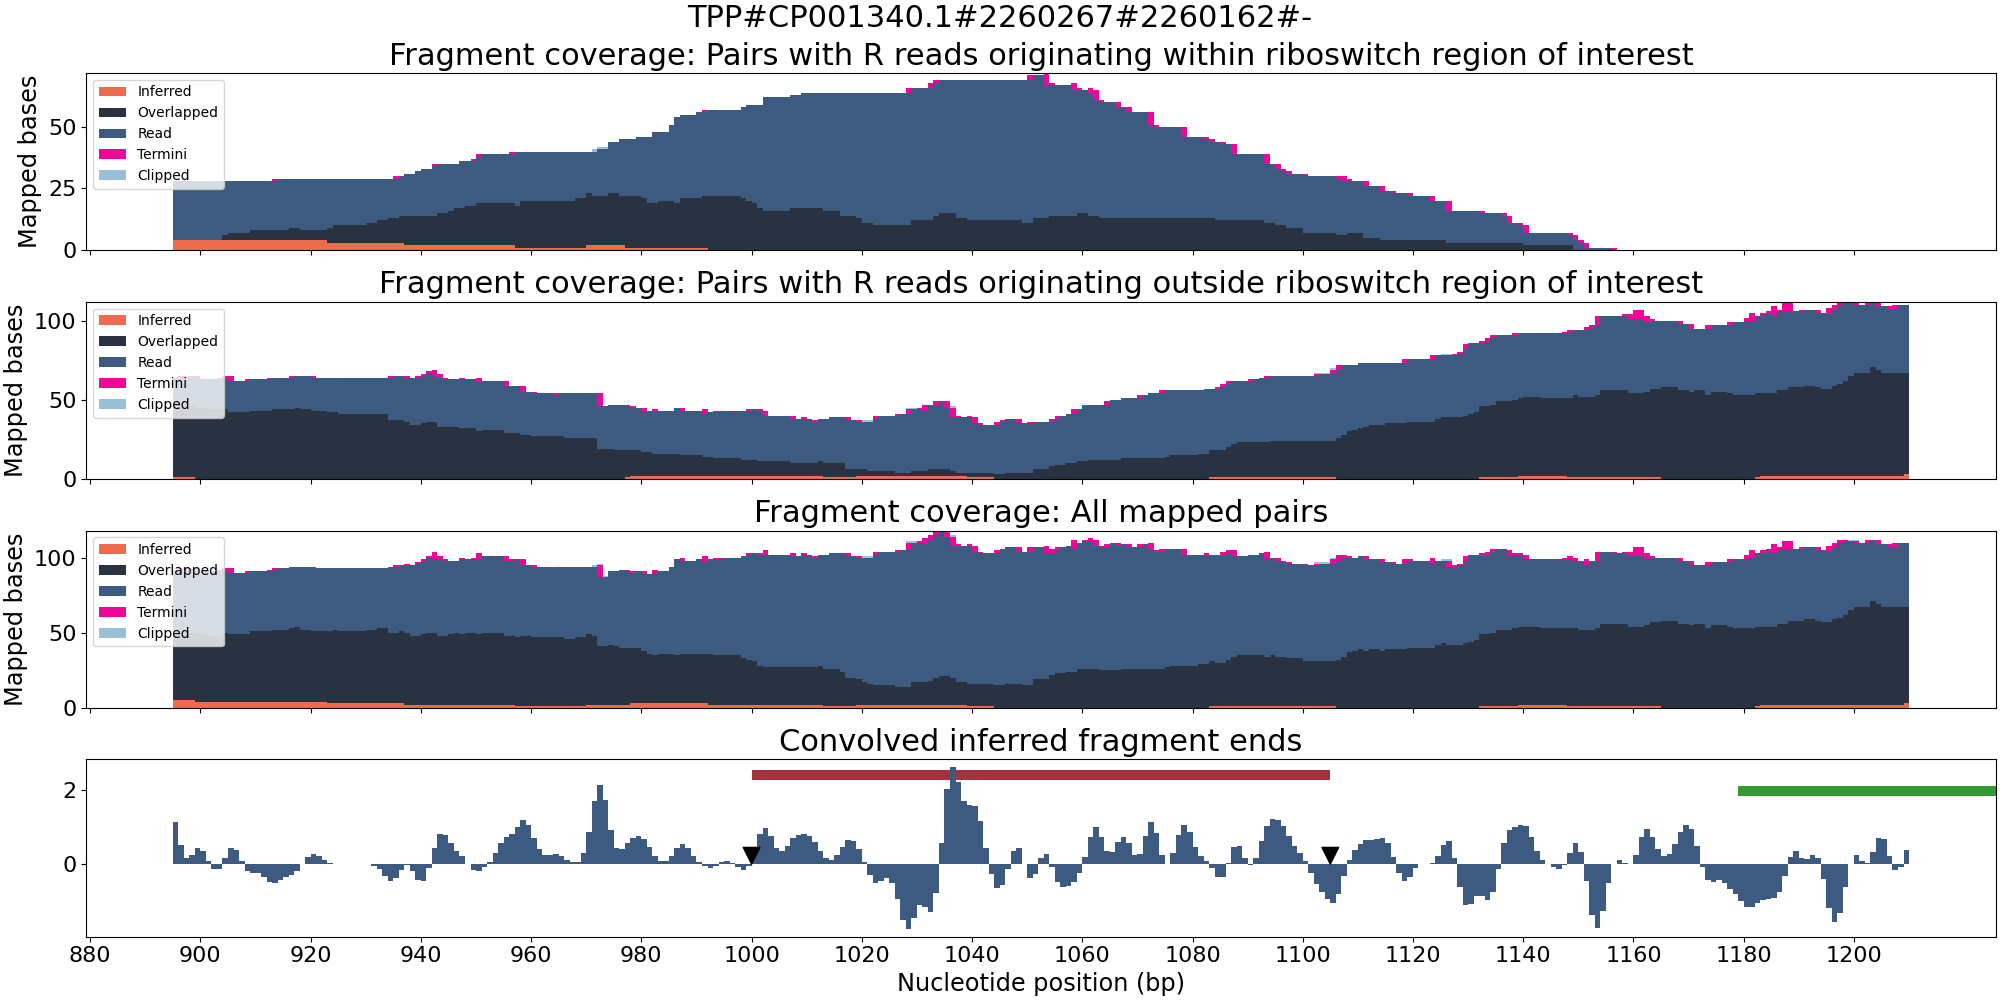 TPP#CP001340.1#2260267#2260162#-
Fragment coverage: Pairs with R reads originating within riboswitch region of interest
Mapped bases
50
25
0
Inferred
Overlapped
Read
Termini
Clipped
Fragment coverage: Pairs with R reads originating outside riboswitch region of interest
Mapped bases
100
50
0
Inferred
Overlapped
Read
Termini
Clipped
Fragment coverage: All mapped pairs
Mapped bases
100
50
0
Inferred
Overlapped
Read
Termini
Clipped
Convolved inferred fragment ends
2
0
880 900 920 940 960 980 1000 1020 1040 1060 1080 1100 1120 1140 1160 1180 1200
Nucleotide position (bp)